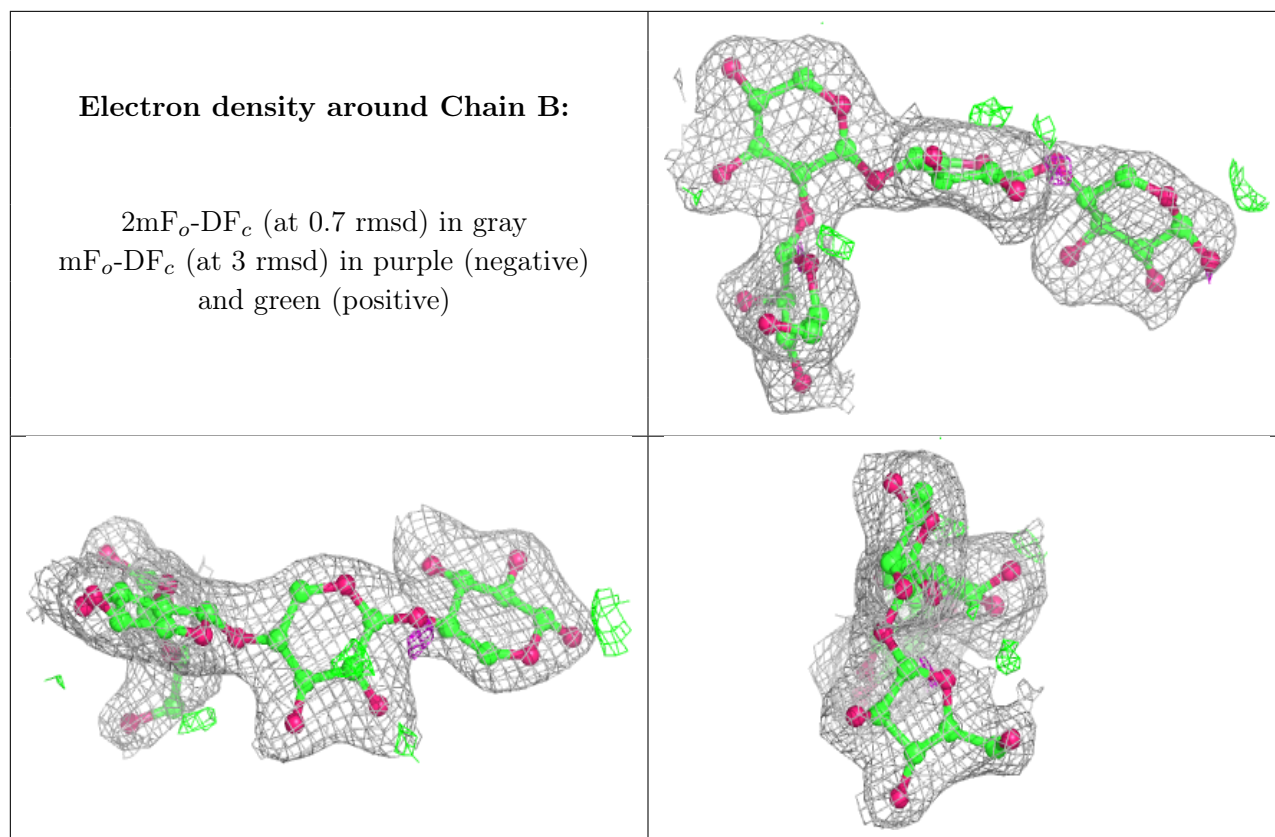 Electron density around Chain B:
2mFₒ-DF𝑐 (at 0.7 rmsd) in gray
mFₒ-DF𝑐 (at 3 rmsd) in purple (negative)
and green (positive)